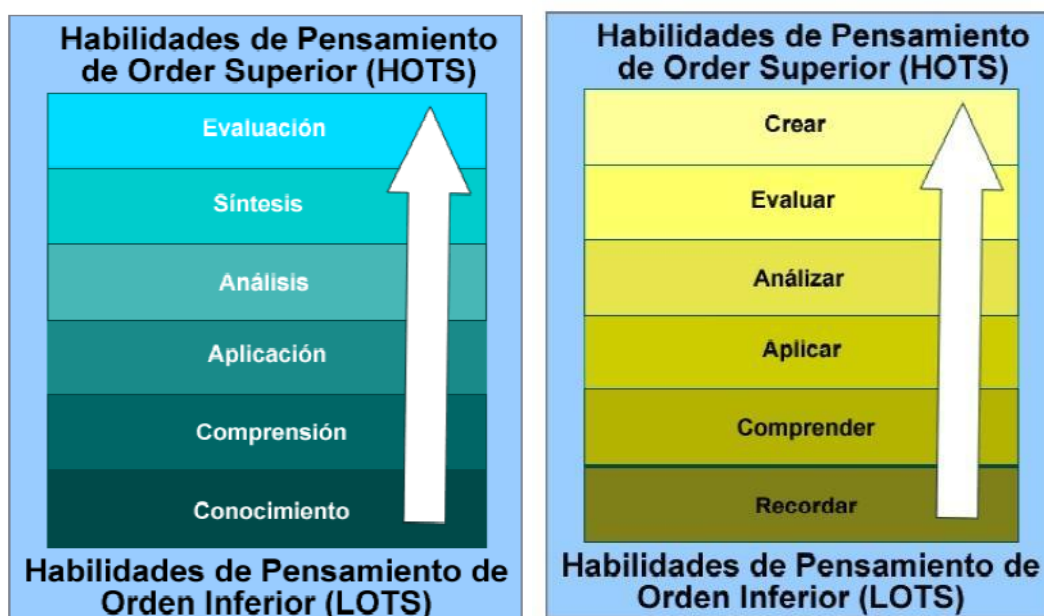 Habilidades de Pensamiento
de Order Superior (HOTS)
Evaluación
Síntesis
Análisis
Aplicación
Comprensión
Conocimiento
Habilidades de Pensamiento de
Orden Inferior (LOTS)
Habilidades de Pensamiento
de Order Superior (HOTS)
Crear
Evaluar
Análizar
Aplicar
Comprender
Recordar
Habilidades de Pensamiento de
Orden Inferior (LOTS)